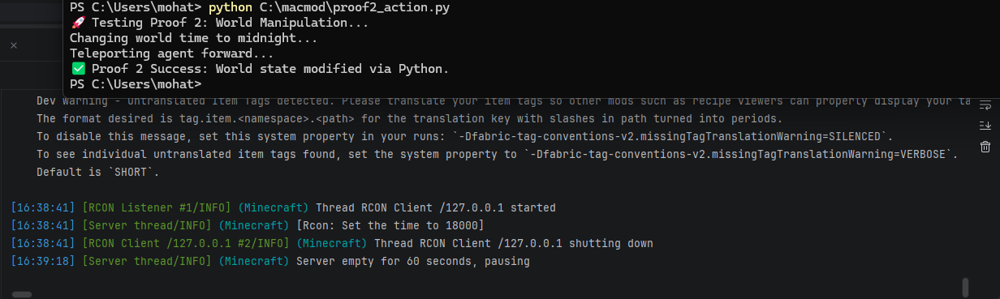 PS C:\Users\mohat> python C:\macmod\proof2_action.py
🚀 Testing Proof 2: World Manipulation...
Changing world time to midnight...
Teleporting agent forward...
✅ Proof 2 Success: World state modified via Python.
PS C:\Users\mohat>
Dev Warning - Untranslated Item Tags detected. Please translate your item tags so other mods such as recipe viewers can properly display your ta
The format desired is tag.item.<namespace>.<path> for the translation key with slashes in path turned into periods.
To disable this message, set this system property in your runs: `-Dfabric-tag-conventions-v2.missingTagTranslationWarning=SILENCED`.
To see individual untranslated item tags found, set the system property to `-Dfabric-tag-conventions-v2.missingTagTranslationWarning=VERBOSE`.
Default is `SHORT`.
[16:38:41] [RCON Listener #1/INFO] (Minecraft) Thread RCON Client /127.0.0.1 started
[16:38:41] [Server thread/INFO] (Minecraft) [Rcon: Set the time to 18000]
[16:38:41] [RCON Client /127.0.0.1 #2/INFO] (Minecraft) Thread RCON Client /127.0.0.1 shutting down
[16:39:18] [Server thread/INFO] (Minecraft) Server empty for 60 seconds, pausing